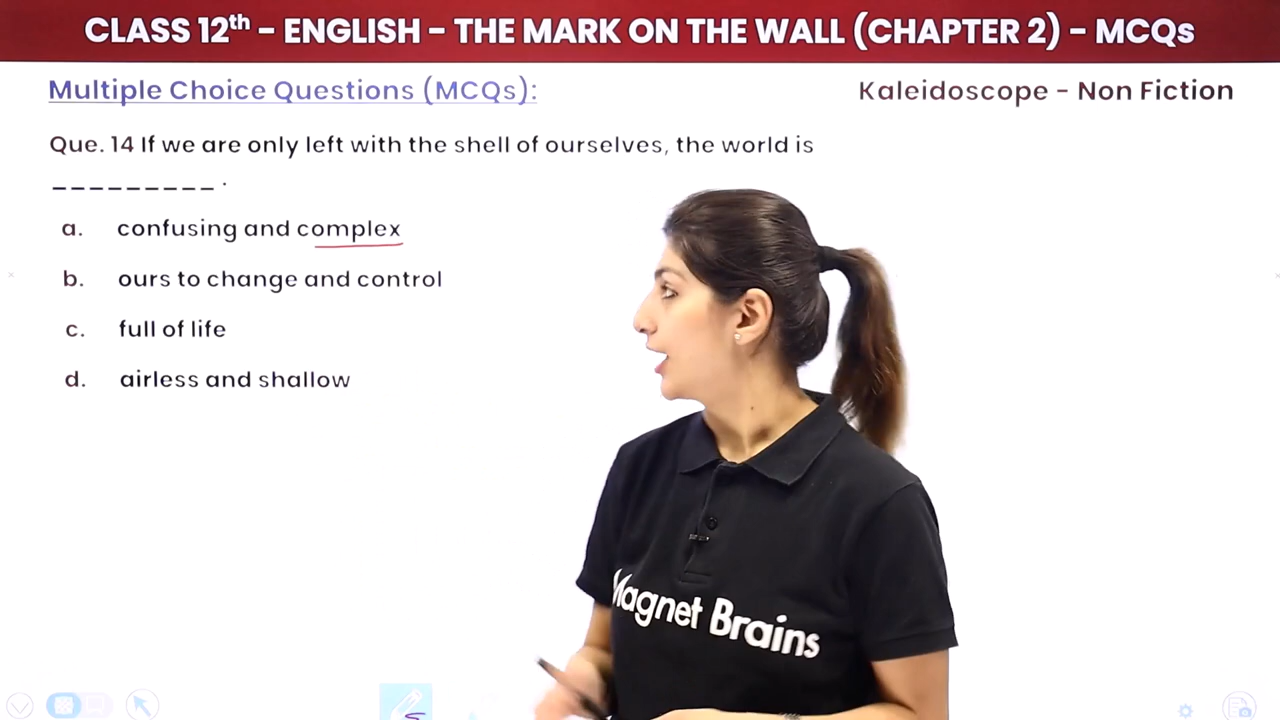 CLASS 12th – ENGLISH – THE MARK ON THE WALL (CHAPTER 2) – MCQs
Multiple Choice Questions (MCQs):
Kaleidoscope – Non Fiction
Que. 14 If we are only left with the shell of ourselves, the world is
_________ .
a. confusing and complex
b. ours to change and control
c. full of life
d. airless and shallow
Magnet Brains